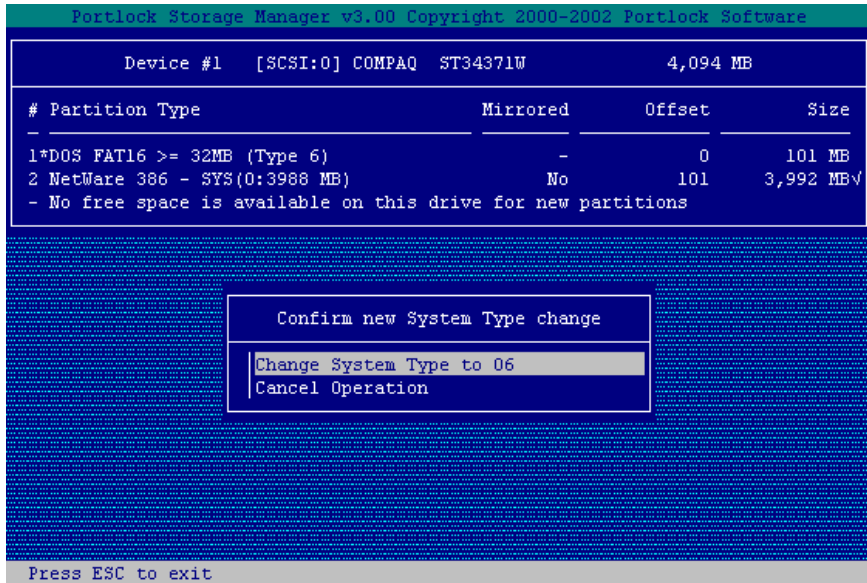 Portlock Storage Manager v3.00 Copyright 2000-2002 Portlock Software
Device #1 [SCSI:0] COMPAQ ST34371W 4,094 MB
# Partition Type Mirrored Offset Size
1*DOS FAT16 >= 32MB (Type 6) - 0 101 MB
2 NetWare 386 - SYS(0:3988 MB) No 101 3,992 MB√
- No free space is available on this drive for new partitions
Confirm new System Type change
Change System Type to 06
Cancel Operation
Press ESC to exit